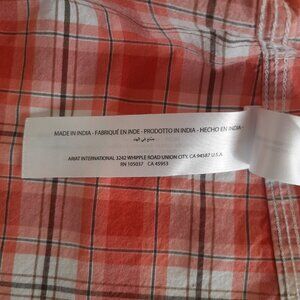 MADE IN INDIA - FABRIQUÉ EN INDE - PRODOTTO IN INDIA - HECHO EN INDIA -
ARIAT INTERNATIONAL 3242 WHIPPLE ROAD UNION CITY, CA 94587 U.S.A
RN 105037 CA 45953